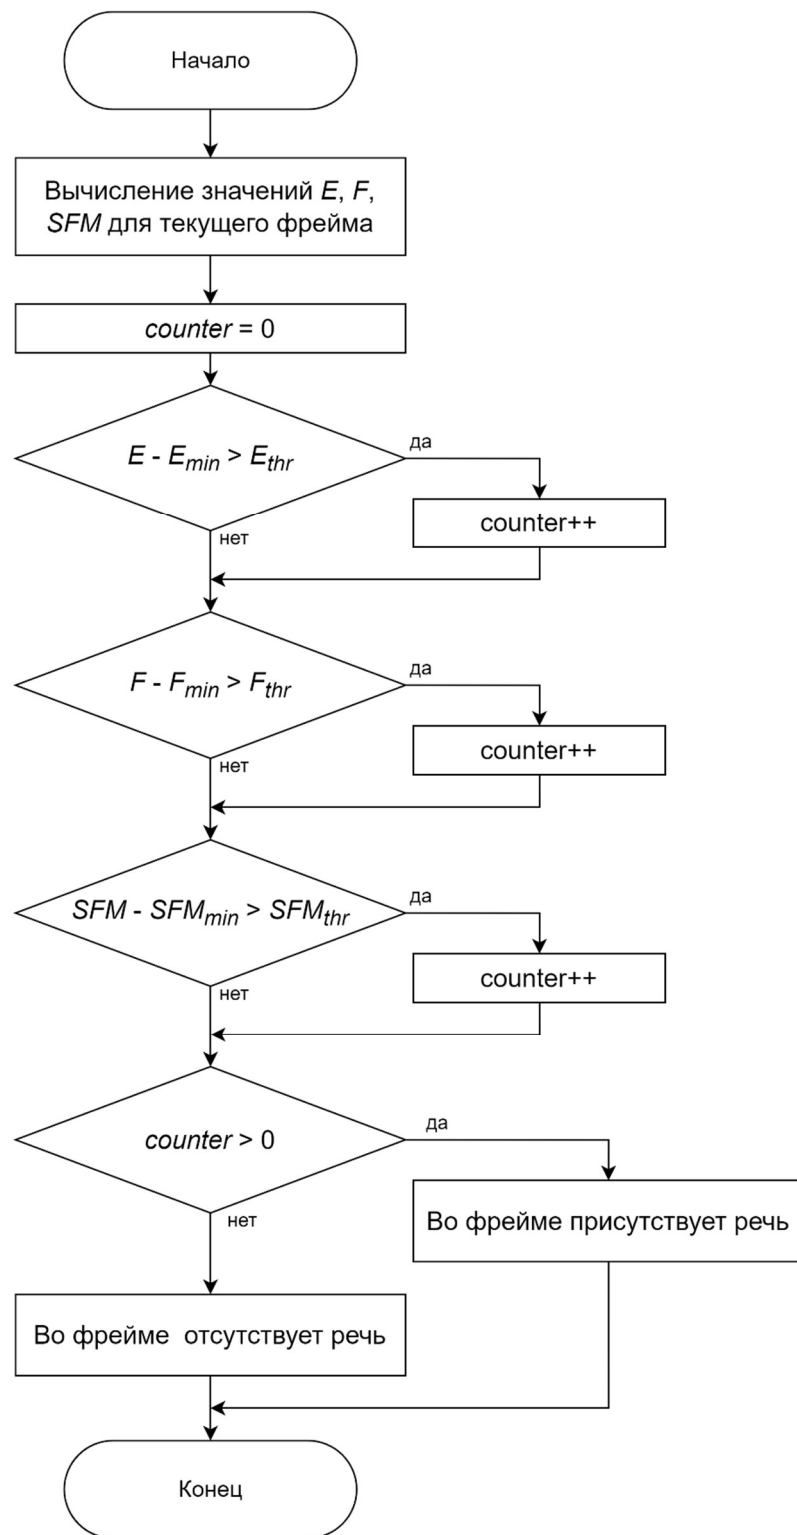 Начало
Вычисление значений E, F,
SFM для текущего фрейма
counter = 0
E - Emin > Ethr
да
counter++
нет
F - Fmin > Fthr
да
counter++
нет
SFM - SFMmin > SFMthr
да
counter++
нет
counter > 0
да
Во фрейме присутствует речь
нет
Во фрейме отсутствует речь
Конец